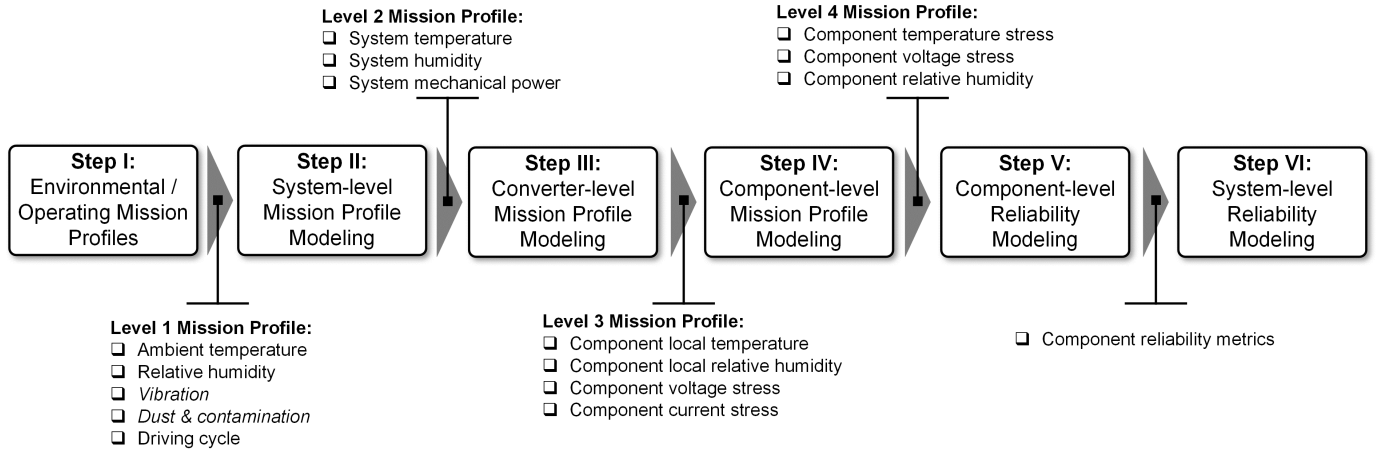 Level 2 Mission Profile:
❑ System temperature
❑ System humidity
❑ System mechanical power
Level 4 Mission Profile:
❑ Component temperature stress
❑ Component voltage stress
❑ Component relative humidity
Step I:
Environmental /
Operating Mission
Profiles
Step II:
System-level
Mission Profile
Modeling
Step III:
Converter-level
Mission Profile
Modeling
Step IV:
Component-level
Mission Profile
Modeling
Step V:
Component-level
Reliability
Modeling
Step VI:
System-level
Reliability
Modeling
Level 1 Mission Profile:
❑ Ambient temperature
❑ Relative humidity
❑ Vibration
❑ Dust & contamination
❑ Driving cycle
Level 3 Mission Profile:
❑ Component local temperature
❑ Component local relative humidity
❑ Component voltage stress
❑ Component current stress
❑ Component reliability metrics